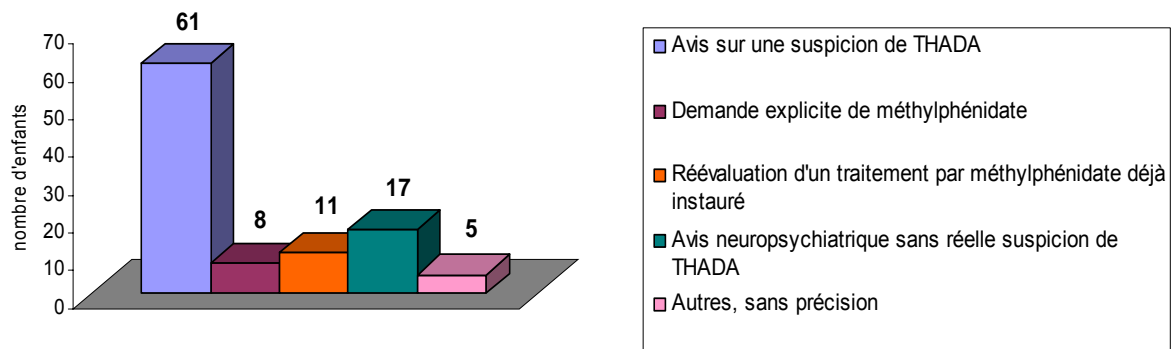 61
70
60
50
40
30
20
10
0
nombre d'enfants
8
11
17
5
Avis sur une suspicion de THADA
Demande explicite de méthylphénidate
Réévaluation d'un traitement par méthylphénidate déjà
instauré
Avis neuropsychiatrique sans réelle suspicion de
THADA
Autres, sans précision